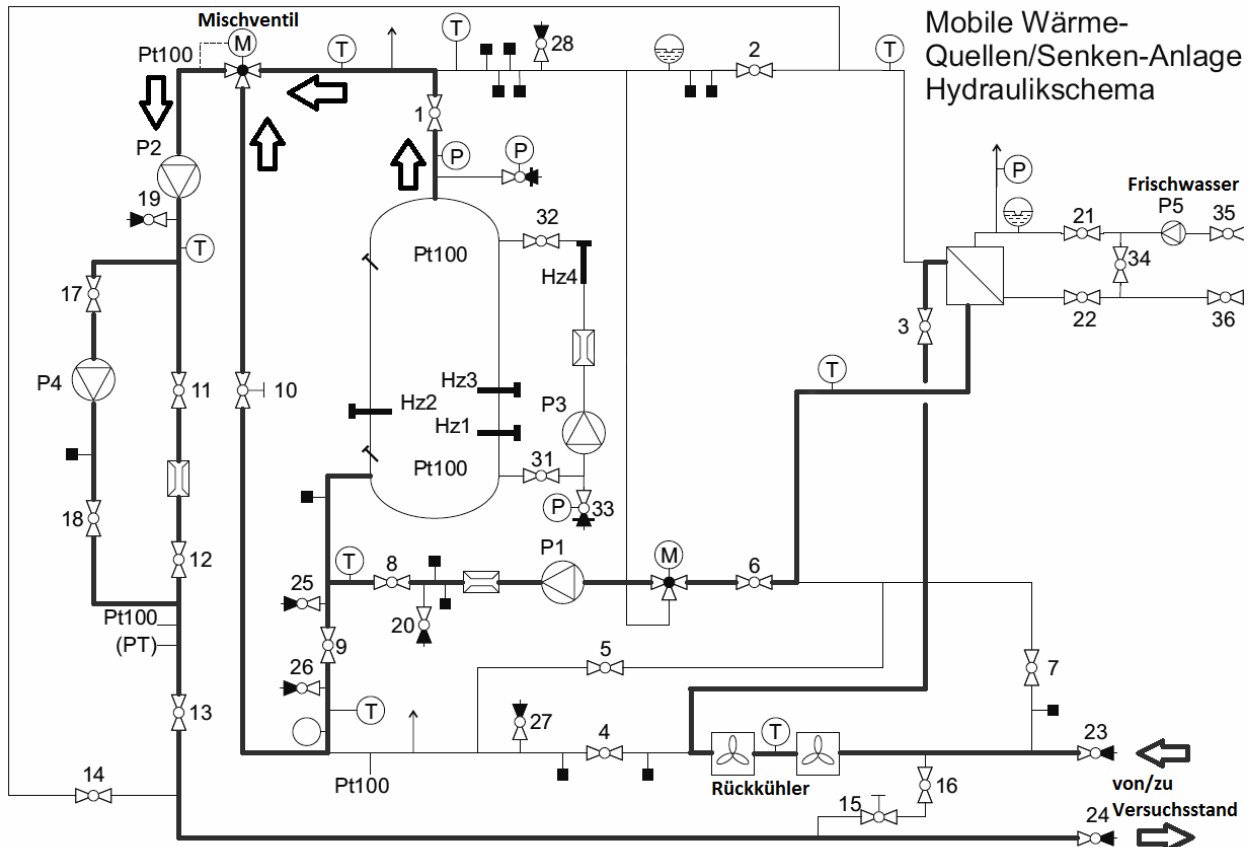 Mobile Wärme-
Quellen/Senken-Anlage
Hydraulikschema
Mischventil
Pt100
M
T
T
28
2
T
1
P2
P
P
19
T
32
Pt100
Hz4
Frischwasser
P
P5
21
35
34
22
36
3
17
P4
11
10
Hz3
Hz2
Hz1
P3
T
Pt100
31
P
33
18
12
P1
M
T
8
6
25
20
Pt100
(PT)
9
5
7
26
13
T
27
4
T
23
14
Pt100
Rückkühler
16
15
von/zu
Versuchsstand
24